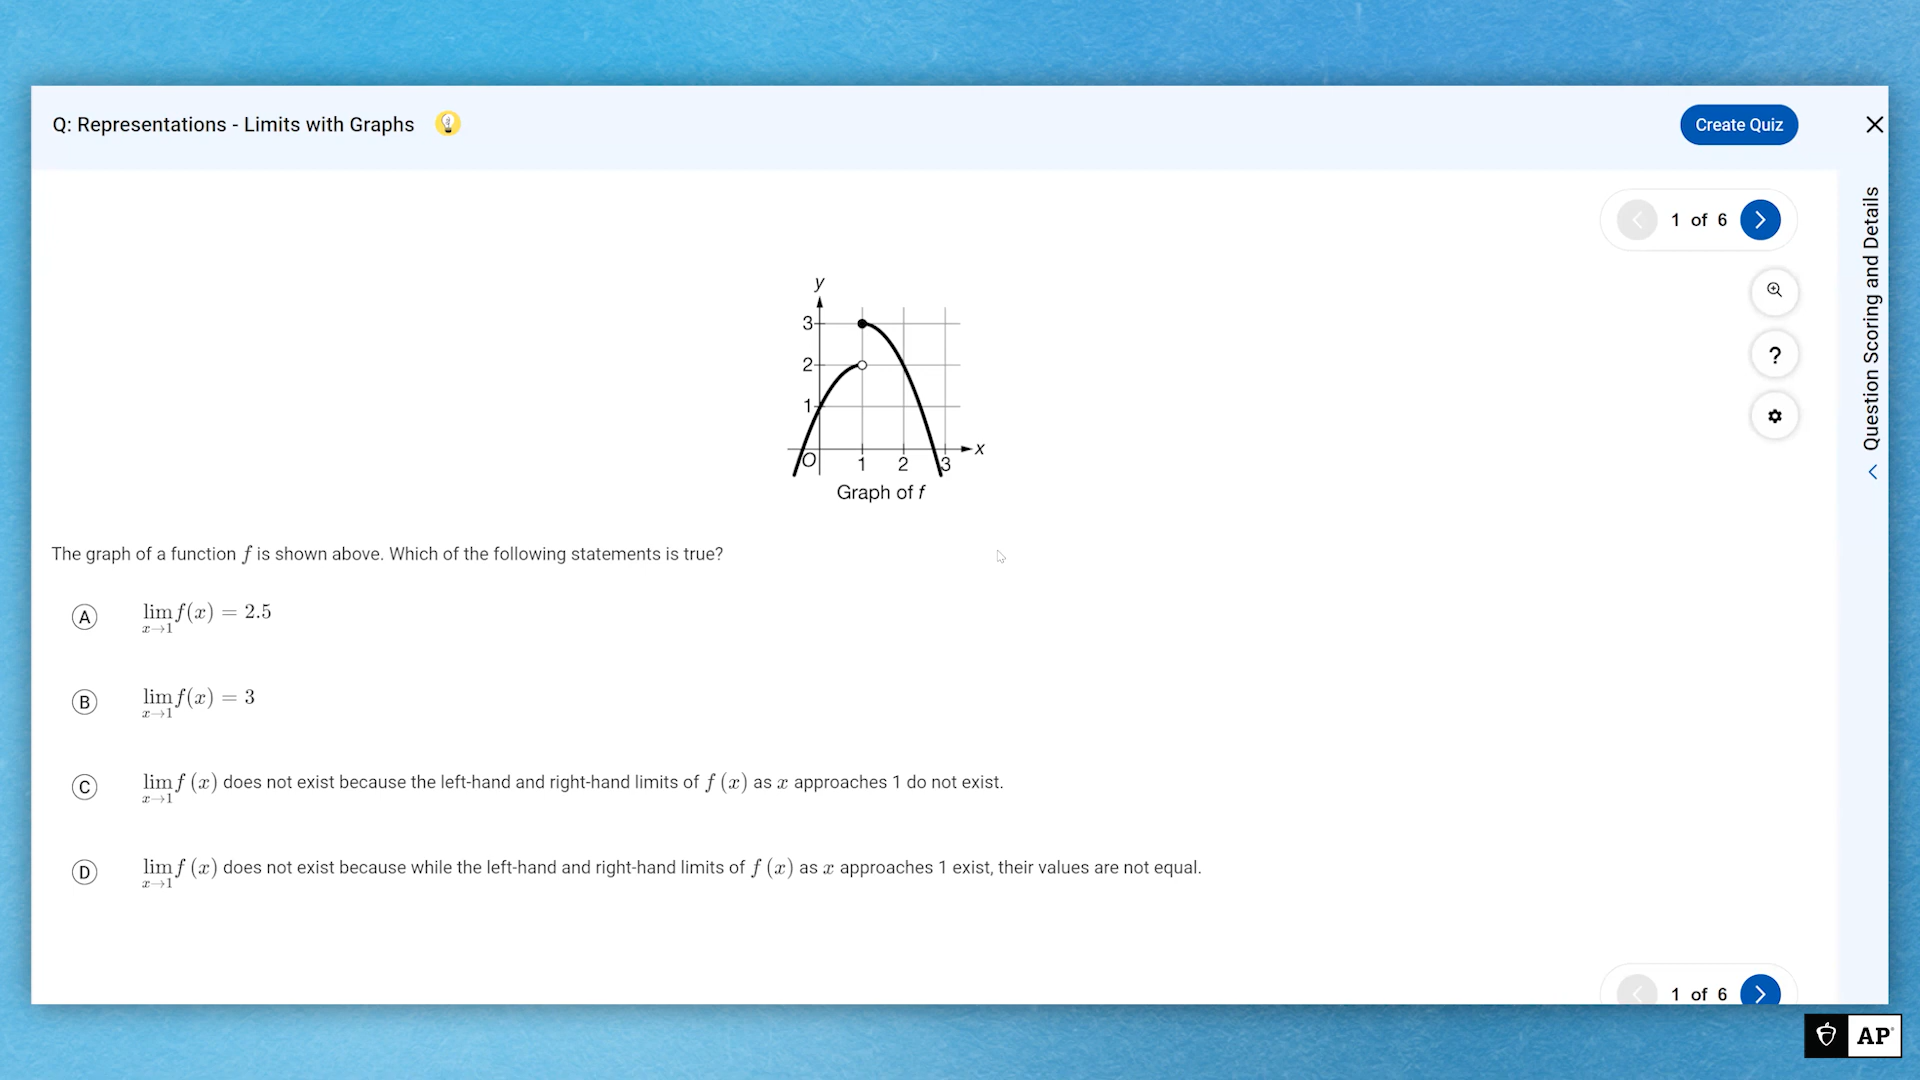 Q: Representations - Limits with Graphs
Create Quiz
1 of 6
Question Scoring and Details
?
y
3
2
1
O
1 2 3
x
Graph of f
The graph of a function f is shown above. Which of the following statements is true?
A lim x→1 f(x) = 2.5
B lim x→1 f(x) = 3
C lim x→1 f (x) does not exist because the left-hand and right-hand limits of f (x) as x approaches 1 do not exist.
D lim x→1 f (x) does not exist because while the left-hand and right-hand limits of f (x) as x approaches 1 exist, their values are not equal.
1 of 6
AP®